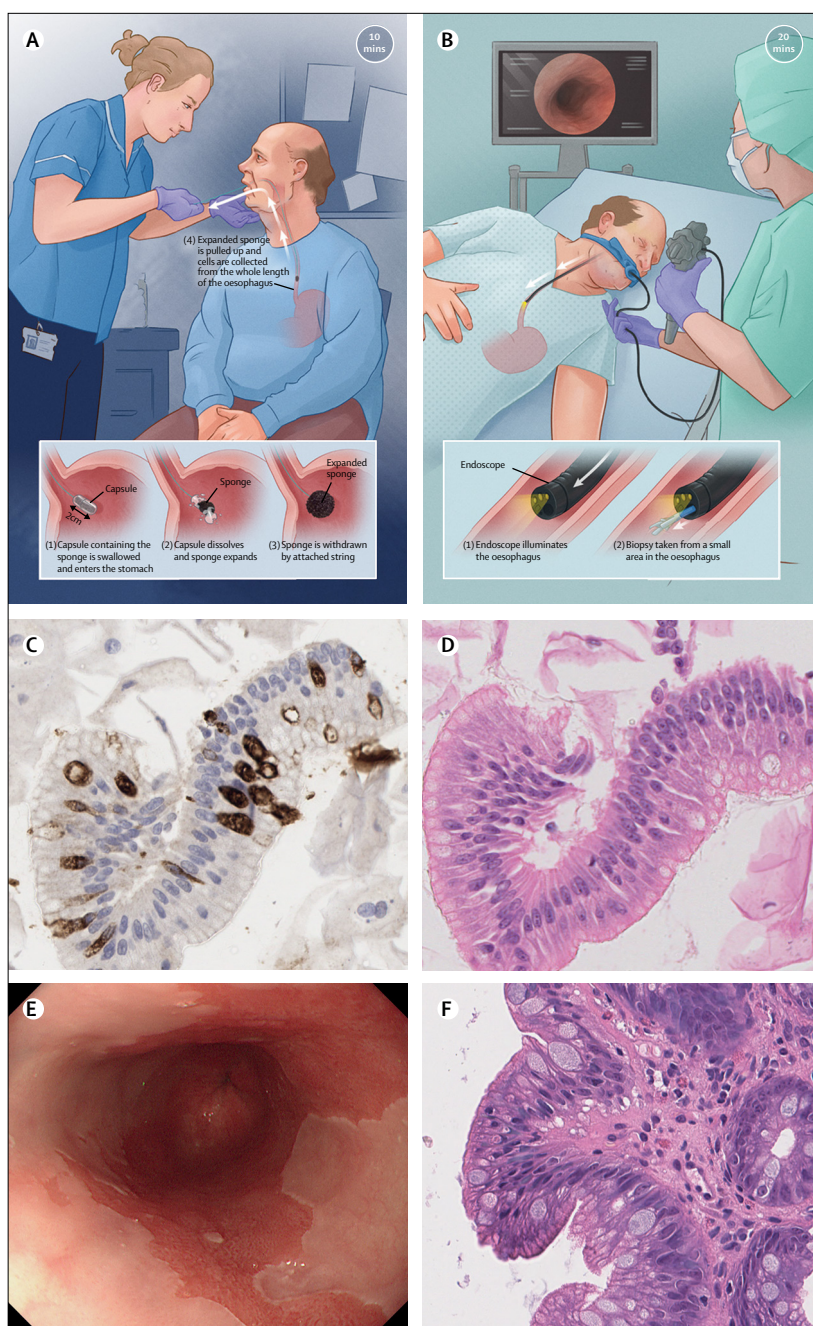 A
10
mins
(4) Expanded sponge
is pulled up and
cells are collected
from the whole length
of the oesophagus
Capsule
2cm
(1) Capsule containing the
sponge is swallowed
and enters the stomach
Sponge
(2) Capsule dissolves
and sponge expands
Expanded
sponge
(3) Sponge is withdrawn
by attached string
B
20
mins
Endoscope
(1) Endoscope illuminates
the oesophagus
(2) Biopsy taken from a small
area in the oesophagus
C
D
E
F